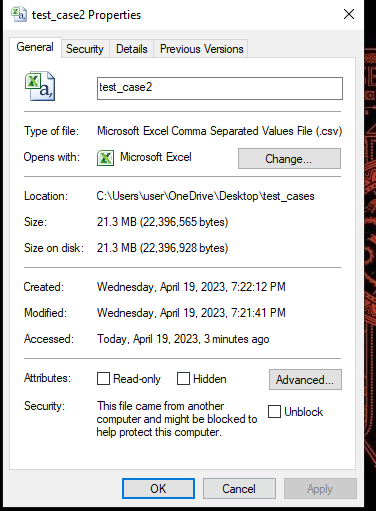 test_case2 Properties
General Security Details Previous Versions
test_case2
Type of file: Microsoft Excel Comma Separated Values File (.csv)
Opens with: Microsoft Excel Change...
Location: C:\Users\user\OneDrive\Desktop\test_cases
Size: 21.3 MB (22,396,565 bytes)
Size on disk: 21.3 MB (22,396,928 bytes)
Created: Wednesday, April 19, 2023, 7:22:12 PM
Modified: Wednesday, April 19, 2023, 7:21:41 PM
Accessed: Today, April 19, 2023, 3 minutes ago
Attributes: Read-only Hidden Advanced...
Security: This file came from another
computer and might be blocked to Unblock
help protect this computer.
OK Cancel Apply